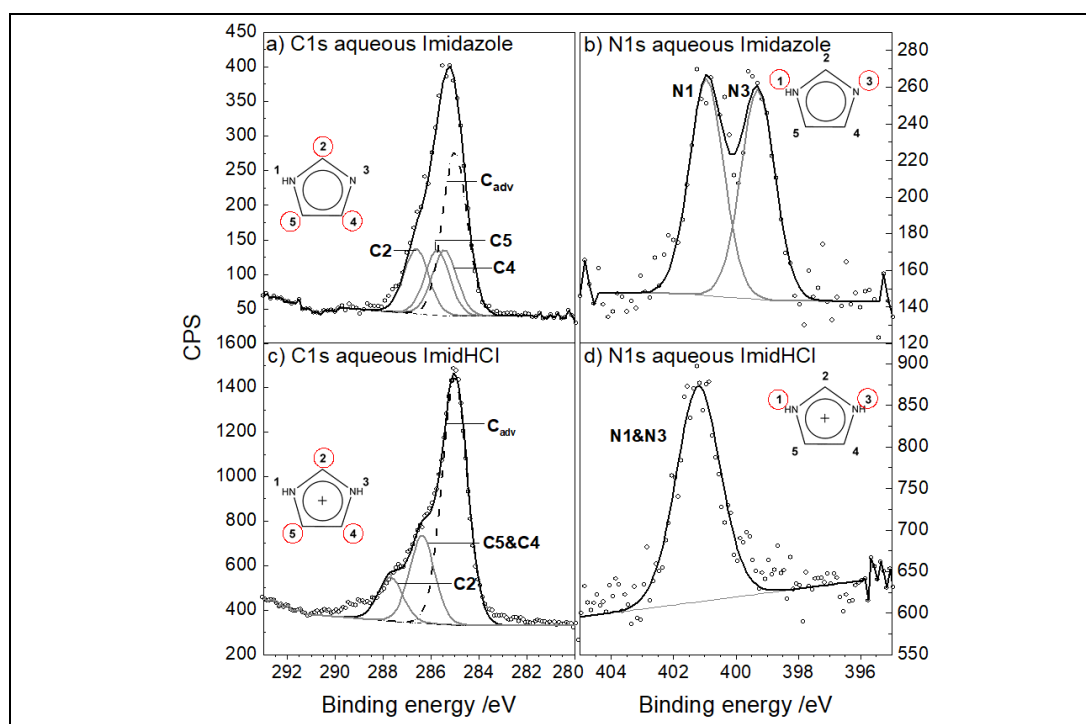 a) C1s aqueous Imidazole
450
400
350
300
250
200
150
100
50
C_adv
C5
C2
C4
2
1 HN
N 3
5
4
b) N1s aqueous Imidazole
280
260
240
220
200
180
160
140
120
N1
N3
2
1 HN
N 3
5
4
CPS
c) C1s aqueous ImidHCl
1600
1400
1200
1000
800
600
400
200
C_adv
C5&C4
C2
2
1 HN
NH 3
+
5
4
d) N1s aqueous ImidHCl
900
850
800
750
700
650
600
550
N1&N3
2
1 HN
NH 3
+
5
4
292 290 288 286 284 282 280
404 402 400 398 396
Binding energy /eV
Binding energy /eV